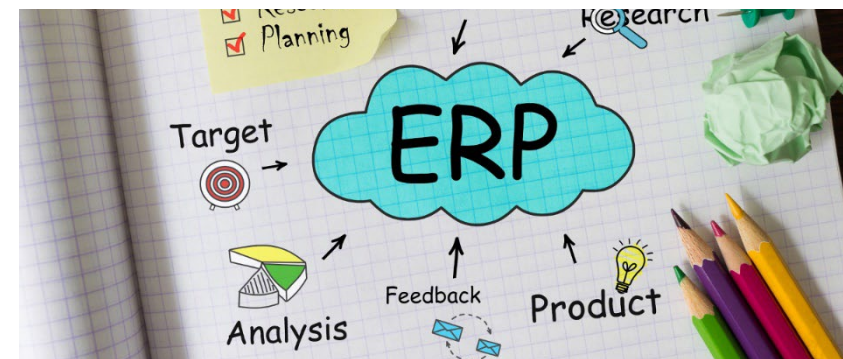 Planning
Research
ERP
Target
Feedback
Product
Analysis